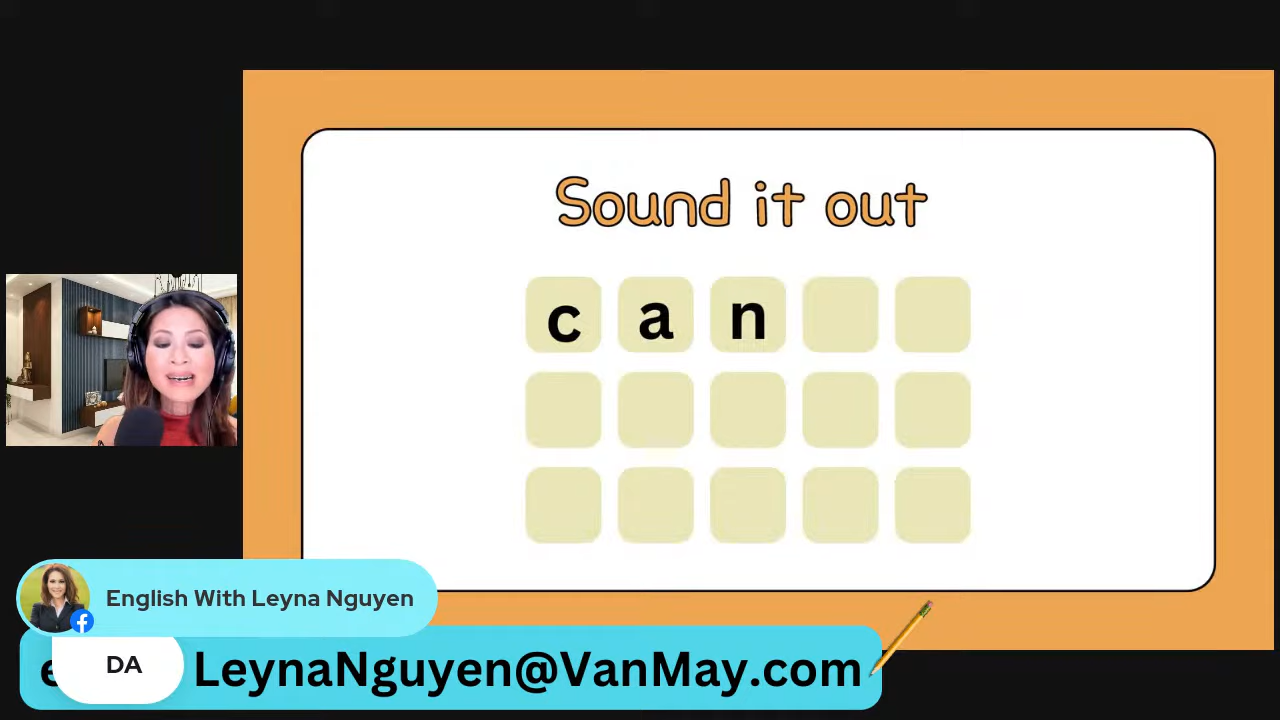 Sound it out
c a n
English With Leyna Nguyen
DA
e LeynaNguyen@VanMay.com